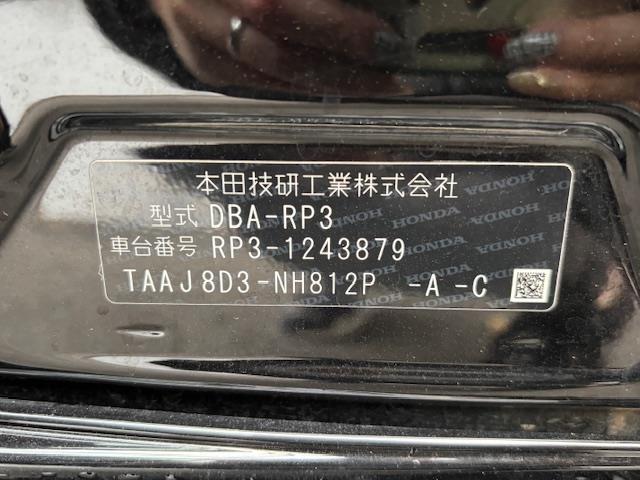 本田技研工業株式会社
型式 DBA-RP3
車台番号 RP3-1243879
TAAJ8D3-NH812P -A -C